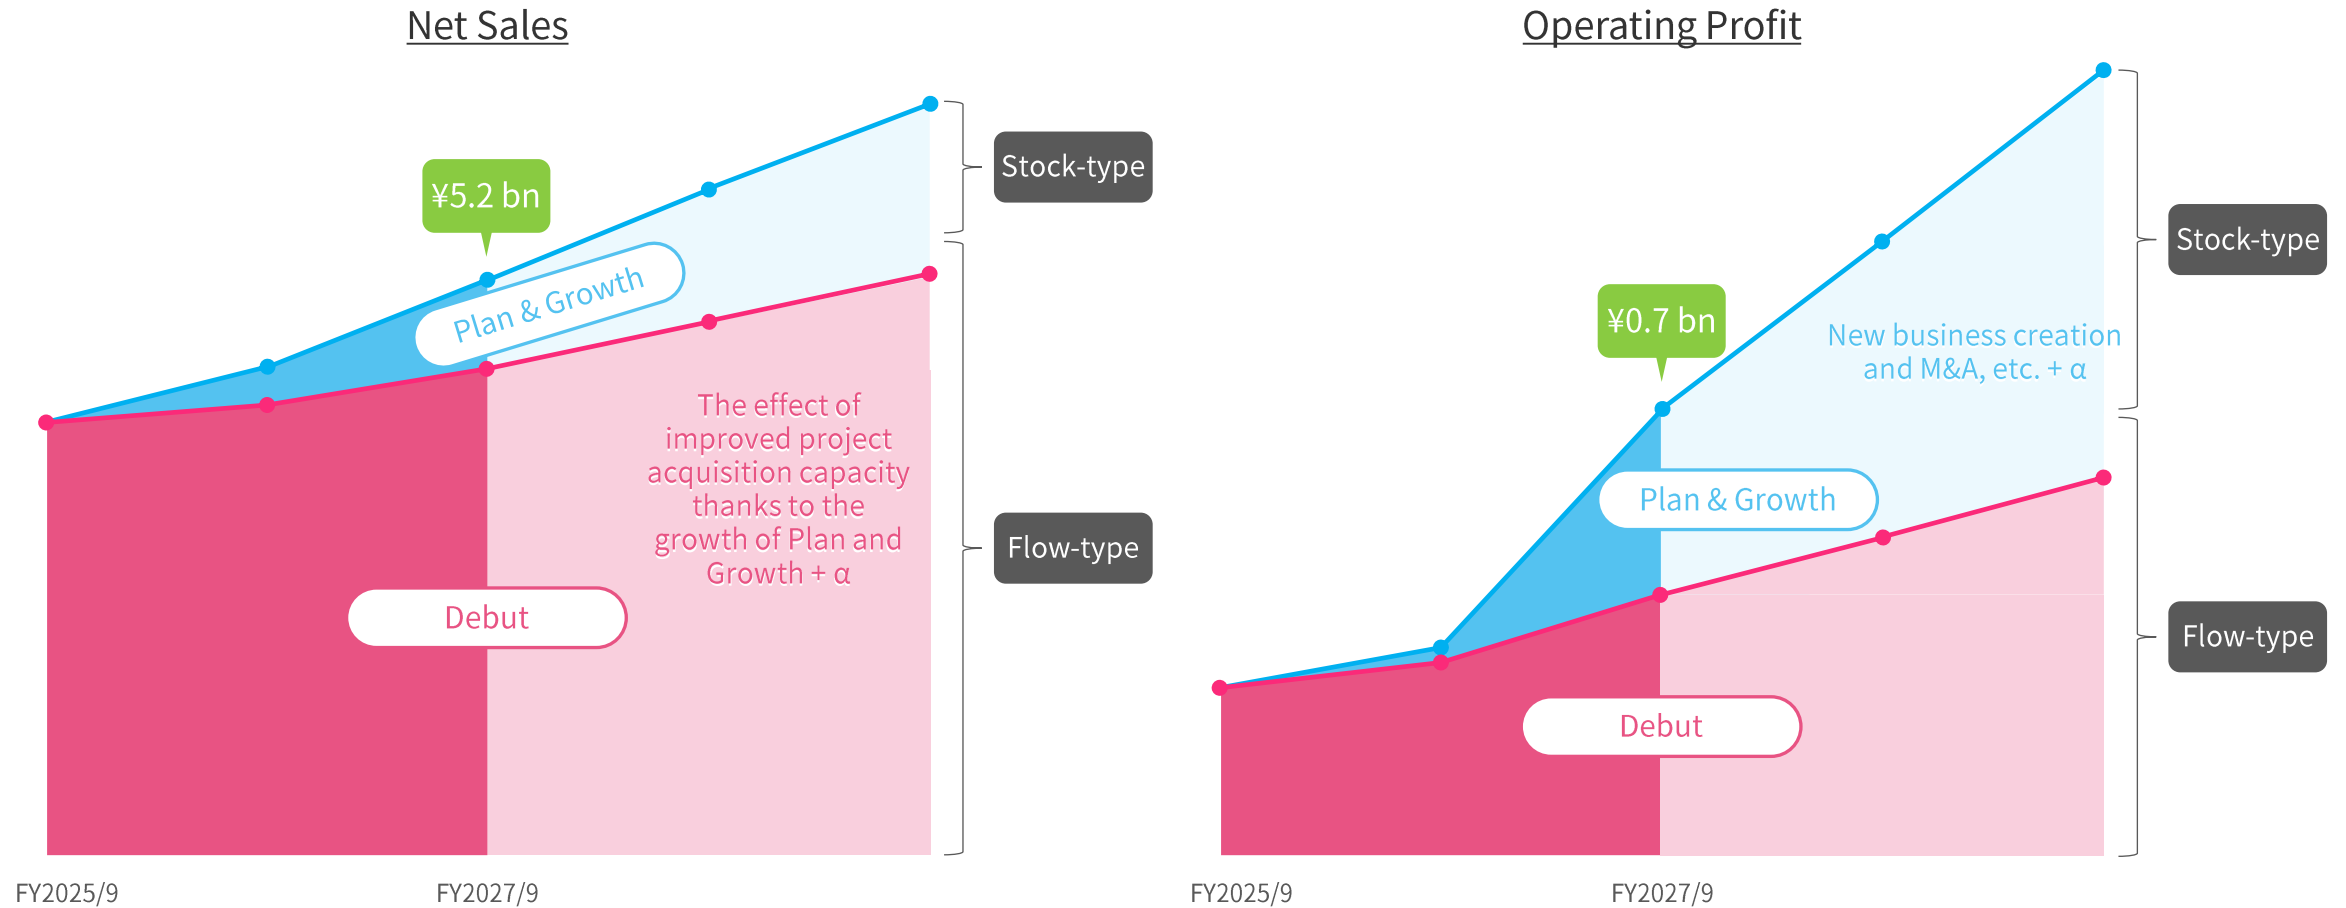 Net Sales
¥5.2 bn
Plan & Growth
The effect of
improved project
acquisition capacity
thanks to the
growth of Plan and
Growth + α
Debut
Stock-type
Flow-type
FY2025/9
FY2027/9
Operating Profit
¥0.7 bn
New business creation
and M&A, etc. + α
Plan & Growth
Debut
Stock-type
Flow-type
FY2025/9
FY2027/9